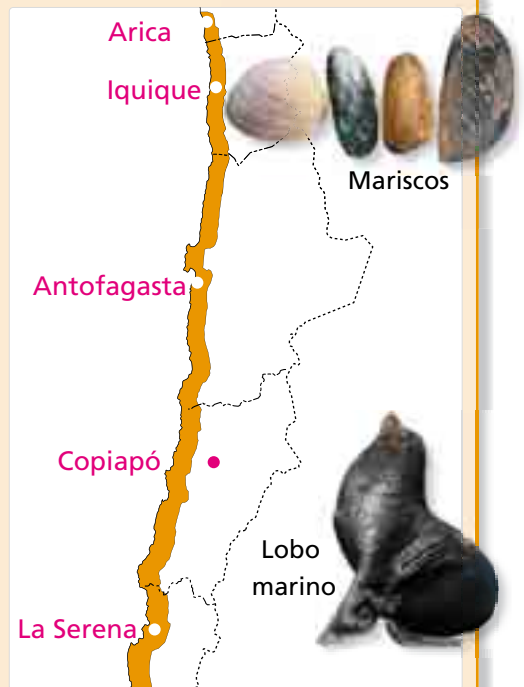 Arica
Iquique
Mariscos
Antofagasta
Copiapó
Lobo
marino
La Serena